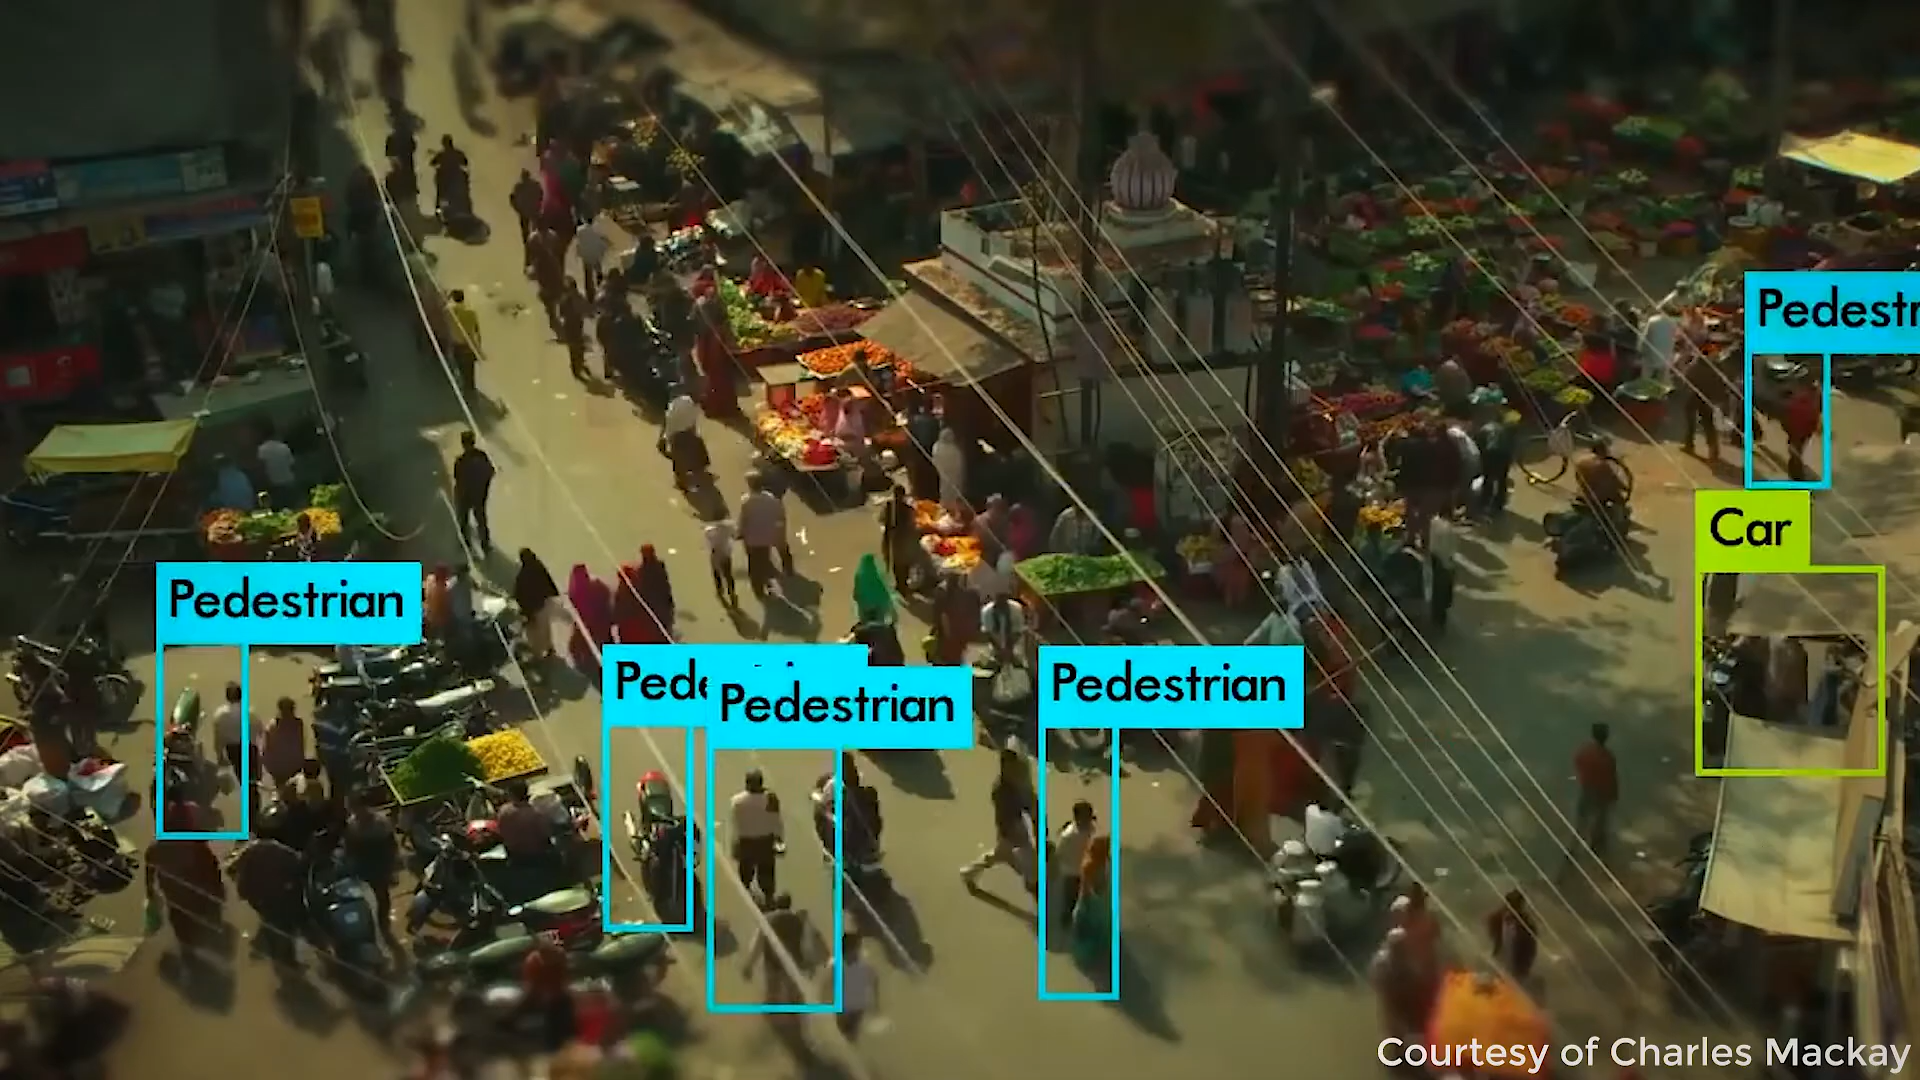 Pedestr
Car
Pedestrian
Pede
Pedestrian
Pedestrian
Courtesy of Charles Mackay